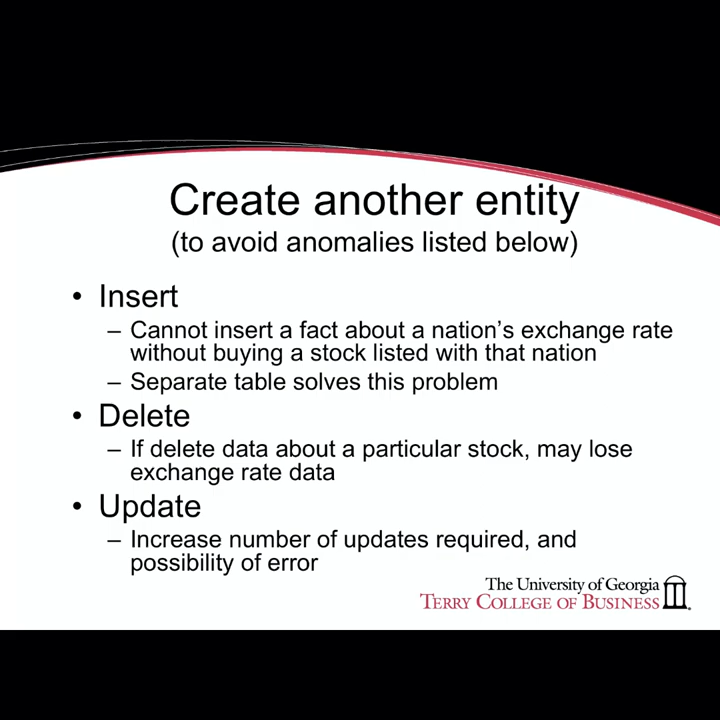 Create another entity
(to avoid anomalies listed below)
• Insert
– Cannot insert a fact about a nation's exchange rate
without buying a stock listed with that nation
– Separate table solves this problem
• Delete
– If delete data about a particular stock, may lose
exchange rate data
• Update
– Increase number of updates required, and
possibility of error
The University of Georgia
TERRY COLLEGE OF BUSINESS